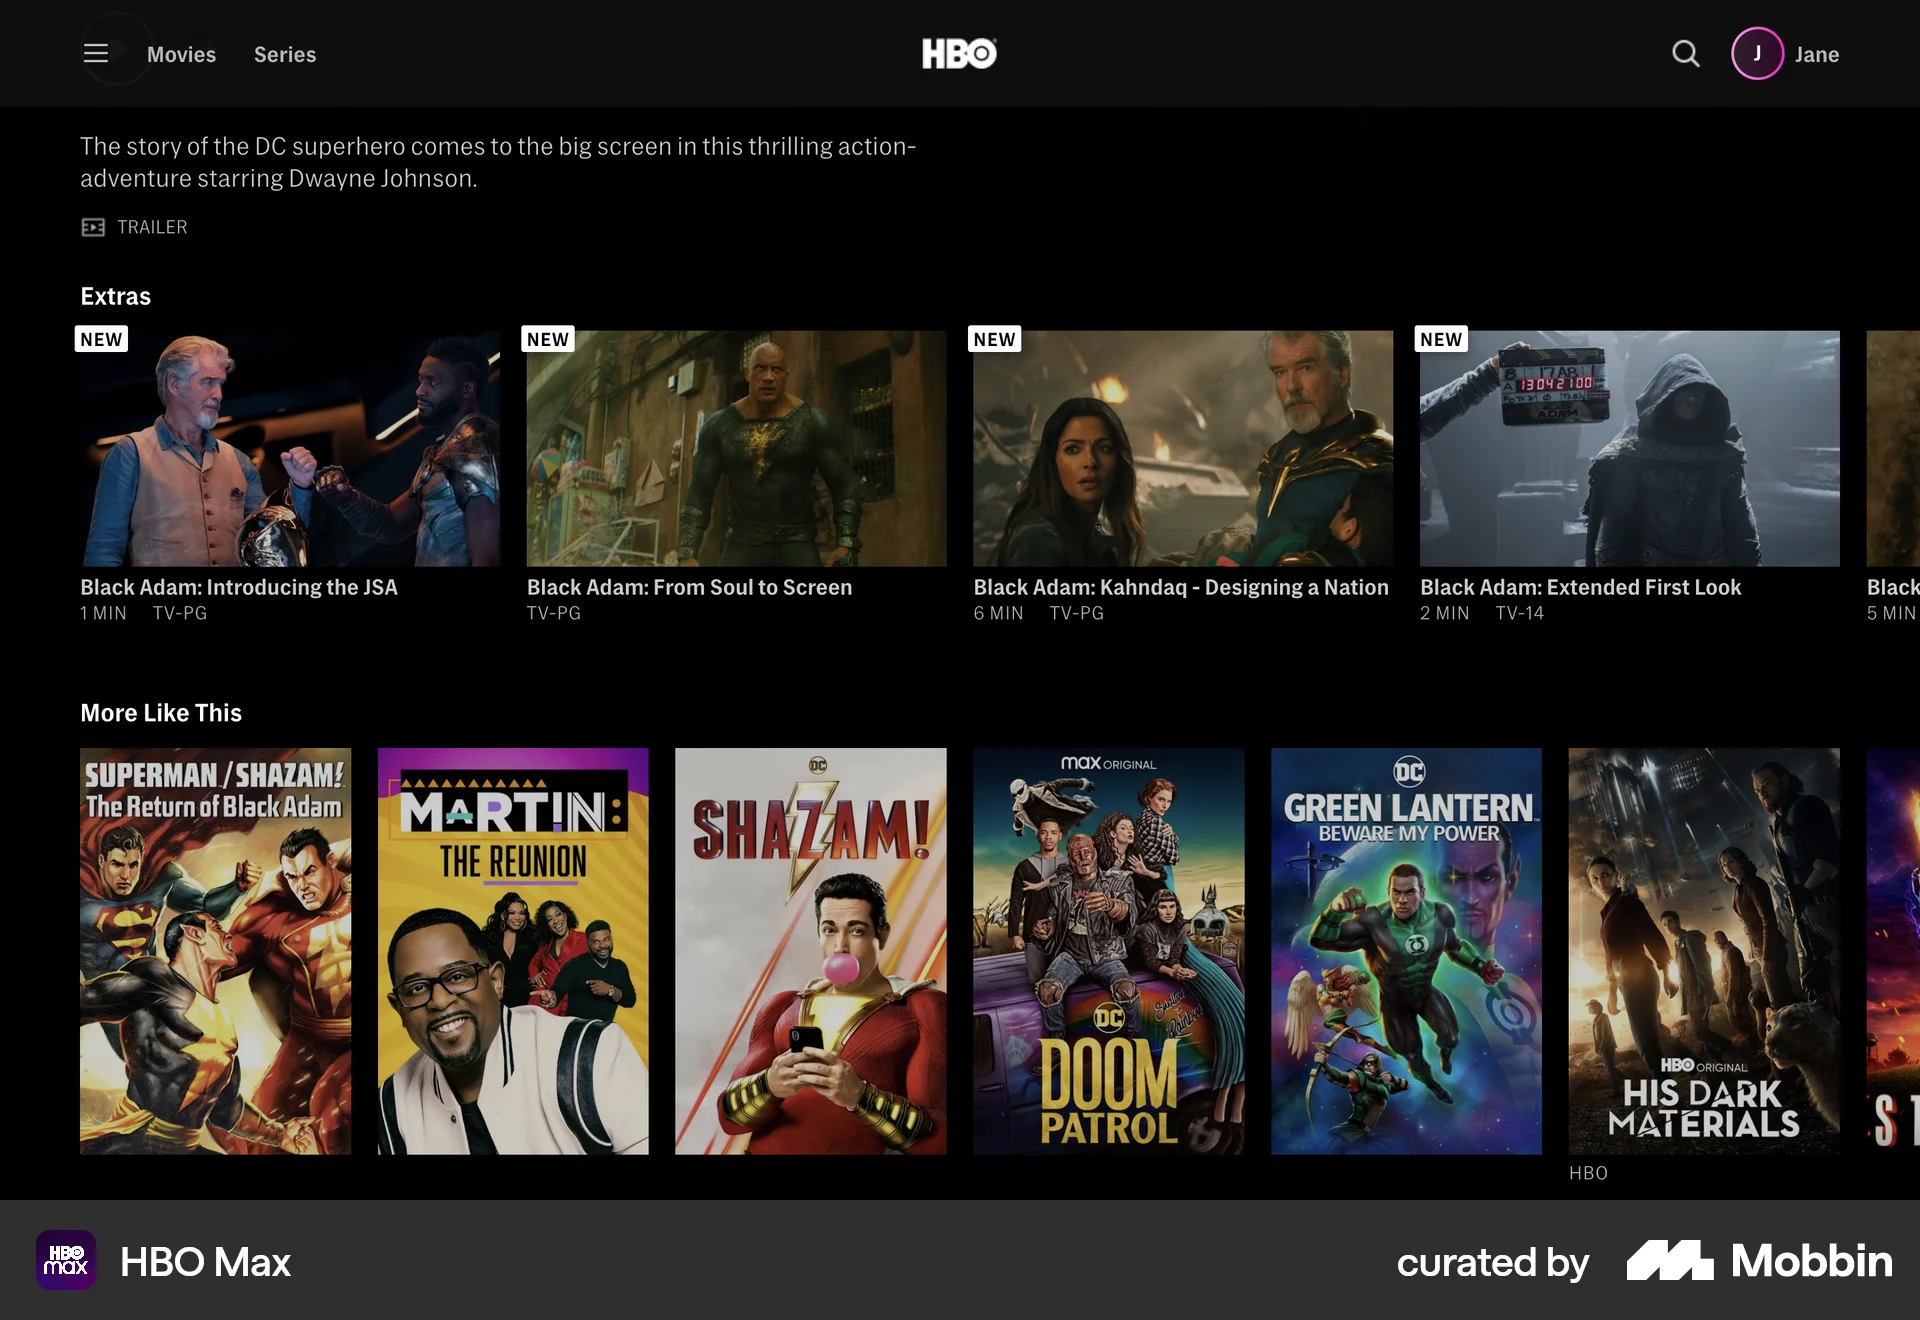 Movies
Series
HBO
J
Jane
The story of the DC superhero comes to the big screen in this thrilling action-
adventure starring Dwayne Johnson.
TRAILER
Extras
NEW
NEW
NEW
NEW
13042100
ADAM
Black Adam: Introducing the JSA
1 MIN TV-PG
Black Adam: From Soul to Screen
TV-PG
Black Adam: Kahndaq - Designing a Nation
6 MIN TV-PG
Black Adam: Extended First Look
2 MIN TV-14
Black
5 MIN
More Like This
SUPERMAN / SHAZAM!
The Return of Black Adam
MARTIN:
THE REUNION
DC
SHAZAM!
max ORIGINAL
DC
DOOM
PATROL
DC
GREEN LANTERN
BEWARE MY POWER
HBO ORIGINAL
HIS DARK
MATERIALS
HBO
HBO
max
HBO Max
curated by
Mobbin